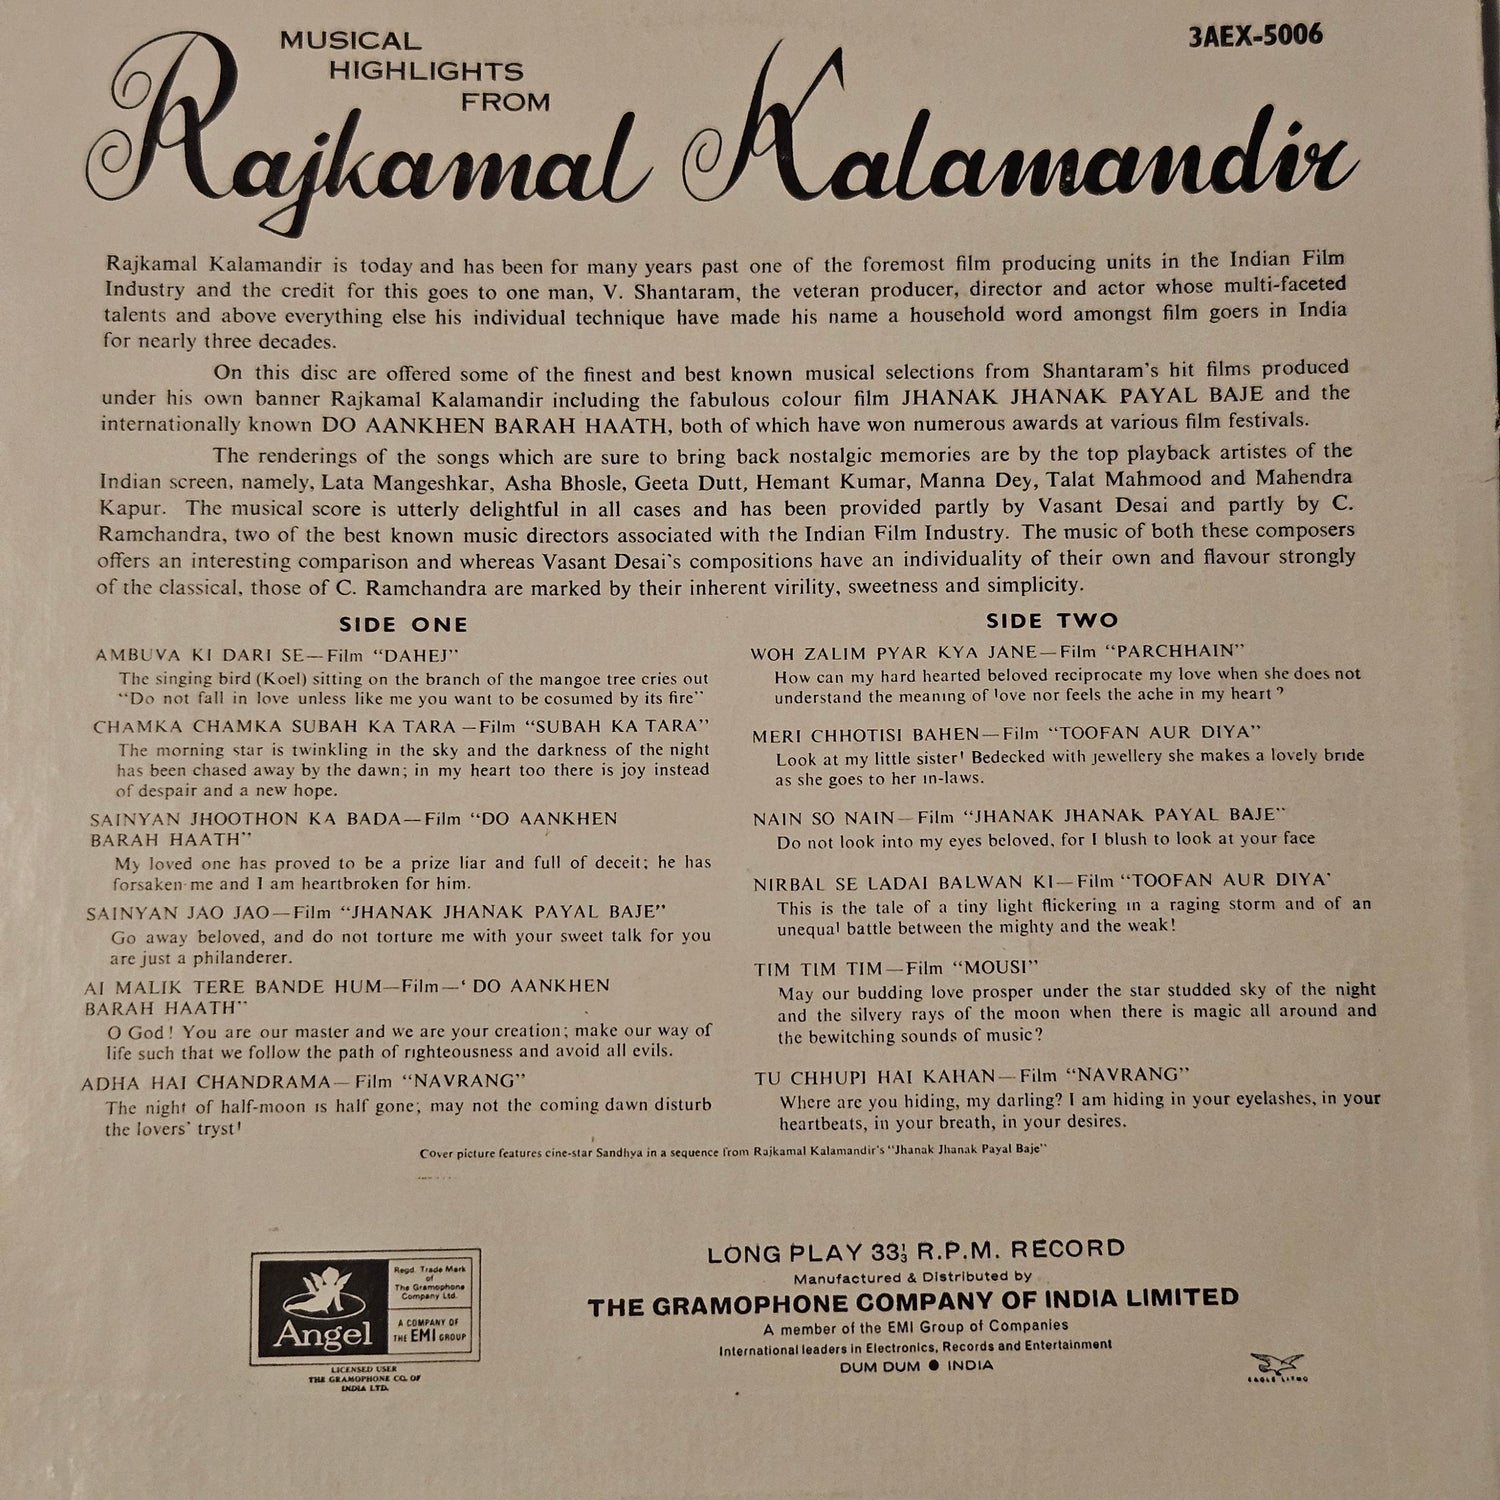 MUSICAL
HIGHLIGHTS
FROM
3AEX-5006
Rajkamal Kalamandir
Rajkamal Kalamandir is today and has been for many years past one of the foremost film producing units in the Indian Film
Industry and the credit for this goes to one man, V. Shantaram, the veteran producer, director and actor whose multi-faceted
talents and above everything else his individual technique have made his name a household word amongst film goers in India
for nearly three decades.
On this disc are offered some of the finest and best known musical selections from Shantaram's hit films produced
under his own banner Rajkamal Kalamandir including the fabulous colour film JHANAK JHANAK PAYAL BAJE and the
internationally known DO AANKHEN BARAH HAATH, both of which have won numerous awards at various film festivals.
The renderings of the songs which are sure to bring back nostalgic memories are by the top playback artistes of the
Indian screen, namely, Lata Mangeshkar, Asha Bhosle, Geeta Dutt, Hemant Kumar, Manna Dey, Talat Mahmood and Mahendra
Kapur. The musical score is utterly delightful in all cases and has been provided partly by Vasant Desai and partly by C.
Ramchandra, two of the best known music directors associated with the Indian Film Industry. The music of both these composers
offers an interesting comparison and whereas Vasant Desai's compositions have an individuality of their own and flavour strongly
of the classical, those of C. Ramchandra are marked by their inherent virility, sweetness and simplicity.
SIDE ONE
AMBUVA KI DARI SE—Film "DAHEJ"
The singing bird (Koel) sitting on the branch of the mangoe tree cries out
"Do not fall in love unless like me you want to be cosumed by its fire"
CHAMKA CHAMKA SUBAH KA TARA—Film "SUBAH KA TARA"
The morning star is twinkling in the sky and the darkness of the night
has been chased away by the dawn; in my heart too there is joy instead
of despair and a new hope.
SAINYAN JHOOTHON KA BADA—Film "DO AANKHEN
BARAH HAATH"
My loved one has proved to be a prize liar and full of deceit; he has
forsaken me and I am heartbroken for him.
SAINYAN JAO JAO—Film "JHANAK JHANAK PAYAL BAJE"
Go away beloved, and do not torture me with your sweet talk for you
are just a philanderer.
AI MALIK TERE BANDE HUM—Film—' DO AANKHEN
BARAH HAATH"
O God! You are our master and we are your creation; make our way of
life such that we follow the path of righteousness and avoid all evils.
ADHA HAI CHANDRAMA—Film "NAVRANG"
The night of half-moon is half gone; may not the coming dawn disturb
the lovers' tryst!
SIDE TWO
WOH ZALIM PYAR KYA JANE—Film "PARCHHAIN"
How can my hard hearted beloved reciprocate my love when she does not
understand the meaning of love nor feels the ache in my heart?
MERI CHHOTISI BAHEN—Film "TOOFAN AUR DIYA"
Look at my little sister! Bedecked with jewellery she makes a lovely bride
as she goes to her in-laws.
NAIN SO NAIN—Film "JHANAK JHANAK PAYAL BAJE"
Do not look into my eyes beloved, for I blush to look at your face
NIRBAL SE LADAI BALWAN KI—Film "TOOFAN AUR DIYA'
This is the tale of a tiny light flickering in a raging storm and of an
unequal battle between the mighty and the weak!
TIM TIM TIM—Film "MOUSI"
May our budding love prosper under the star studded sky of the night
and the silvery rays of the moon when there is magic all around and
the bewitching sounds of music?
TU CHHUPI HAI KAHAN—Film "NAVRANG"
Where are you hiding, my darling? I am hiding in your eyelashes, in your
heartbeats, in your breath, in your desires.
Cover picture features cine-star Sandhya in a sequence from Rajkamal Kalamandir's "Jhanak Jhanak Payal Baje"
Angel
Regd. Trade Mark
of
The Gramophone
Company Ltd.
A COMPANY OF
THE EMI GROUP
LICENSED USER
THE GRAMOPHONE CO. OF
INDIA LTD.
LONG PLAY 33⅓ R.P.M. RECORD
Manufactured & Distributed by
THE GRAMOPHONE COMPANY OF INDIA LIMITED
A member of the EMI Group of Companies
International leaders in Electronics, Records and Entertainment
DUM DUM ● INDIA
EAGLE LITHO